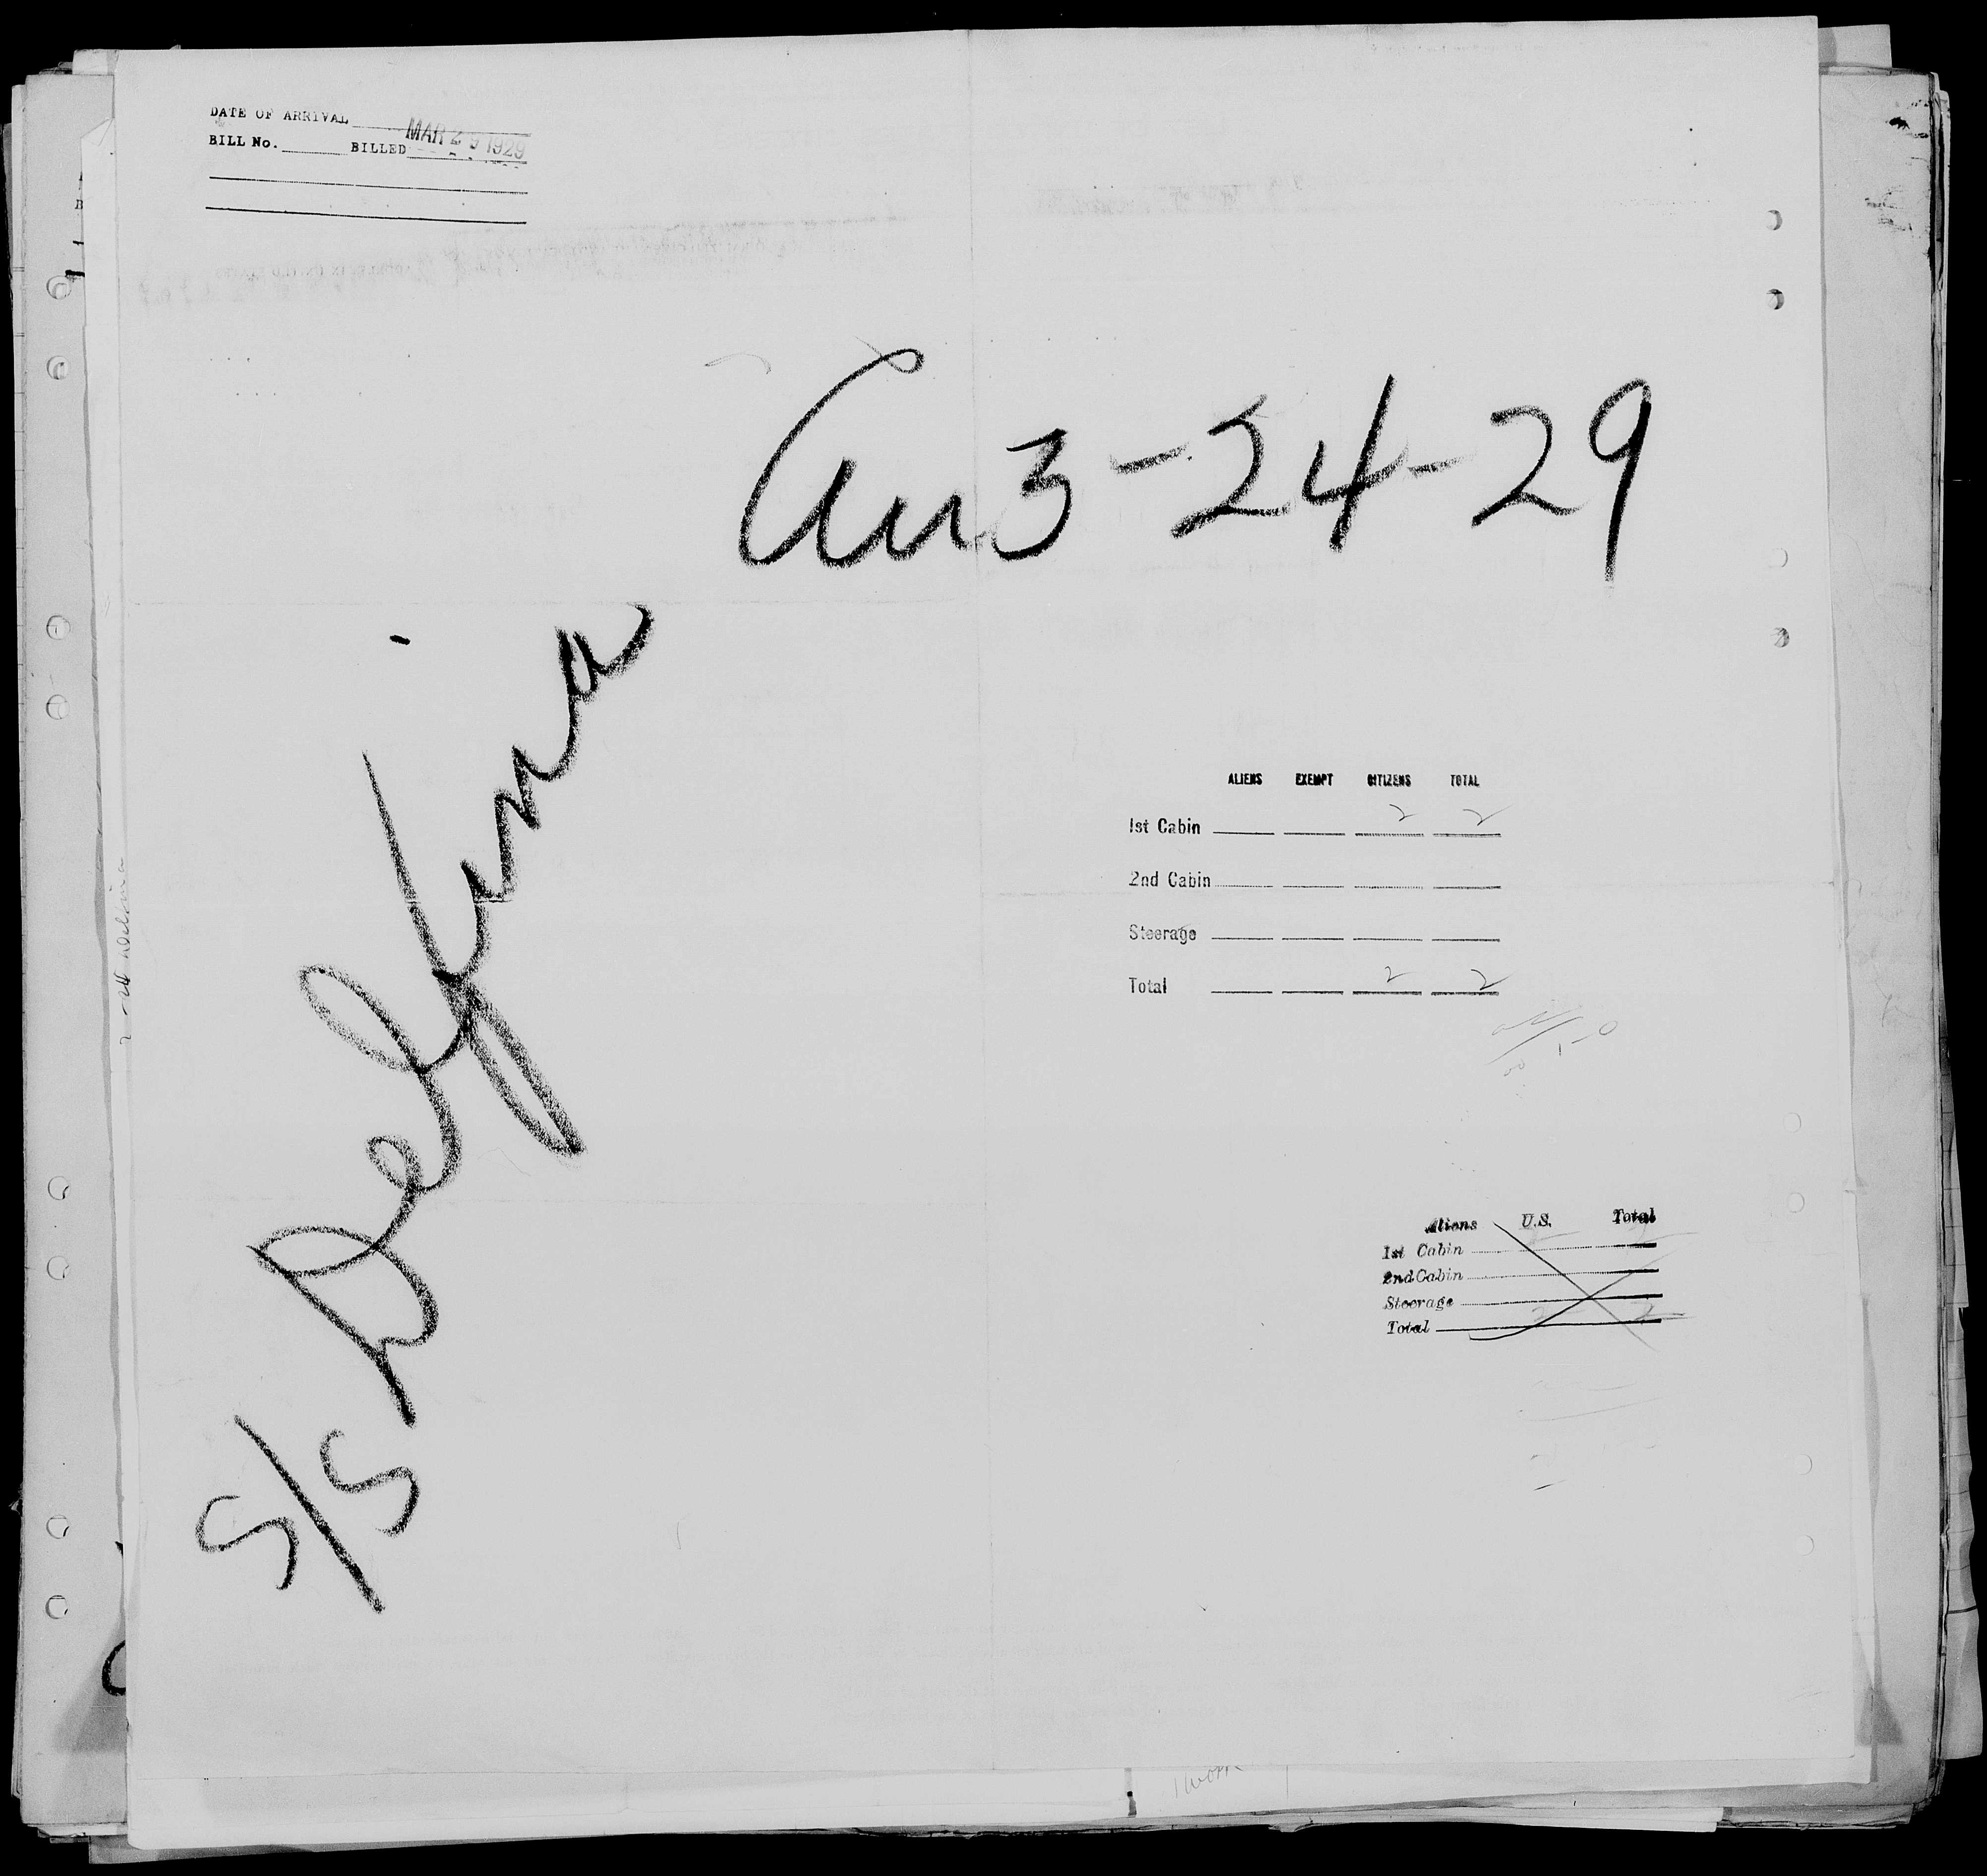 DATE OF ARRIVAL
MAR 29 1929
BILL No. BILLED
Arr 3-24-29
S/S Delfina
ALIENS EXEMPT CITIZENS TOTAL
1st Cabin 2 2
2nd Cabin
Steerage
Total 2 2
Aliens U.S. Total
1st Cabin
2nd Cabin
Steerage
Total 2 2